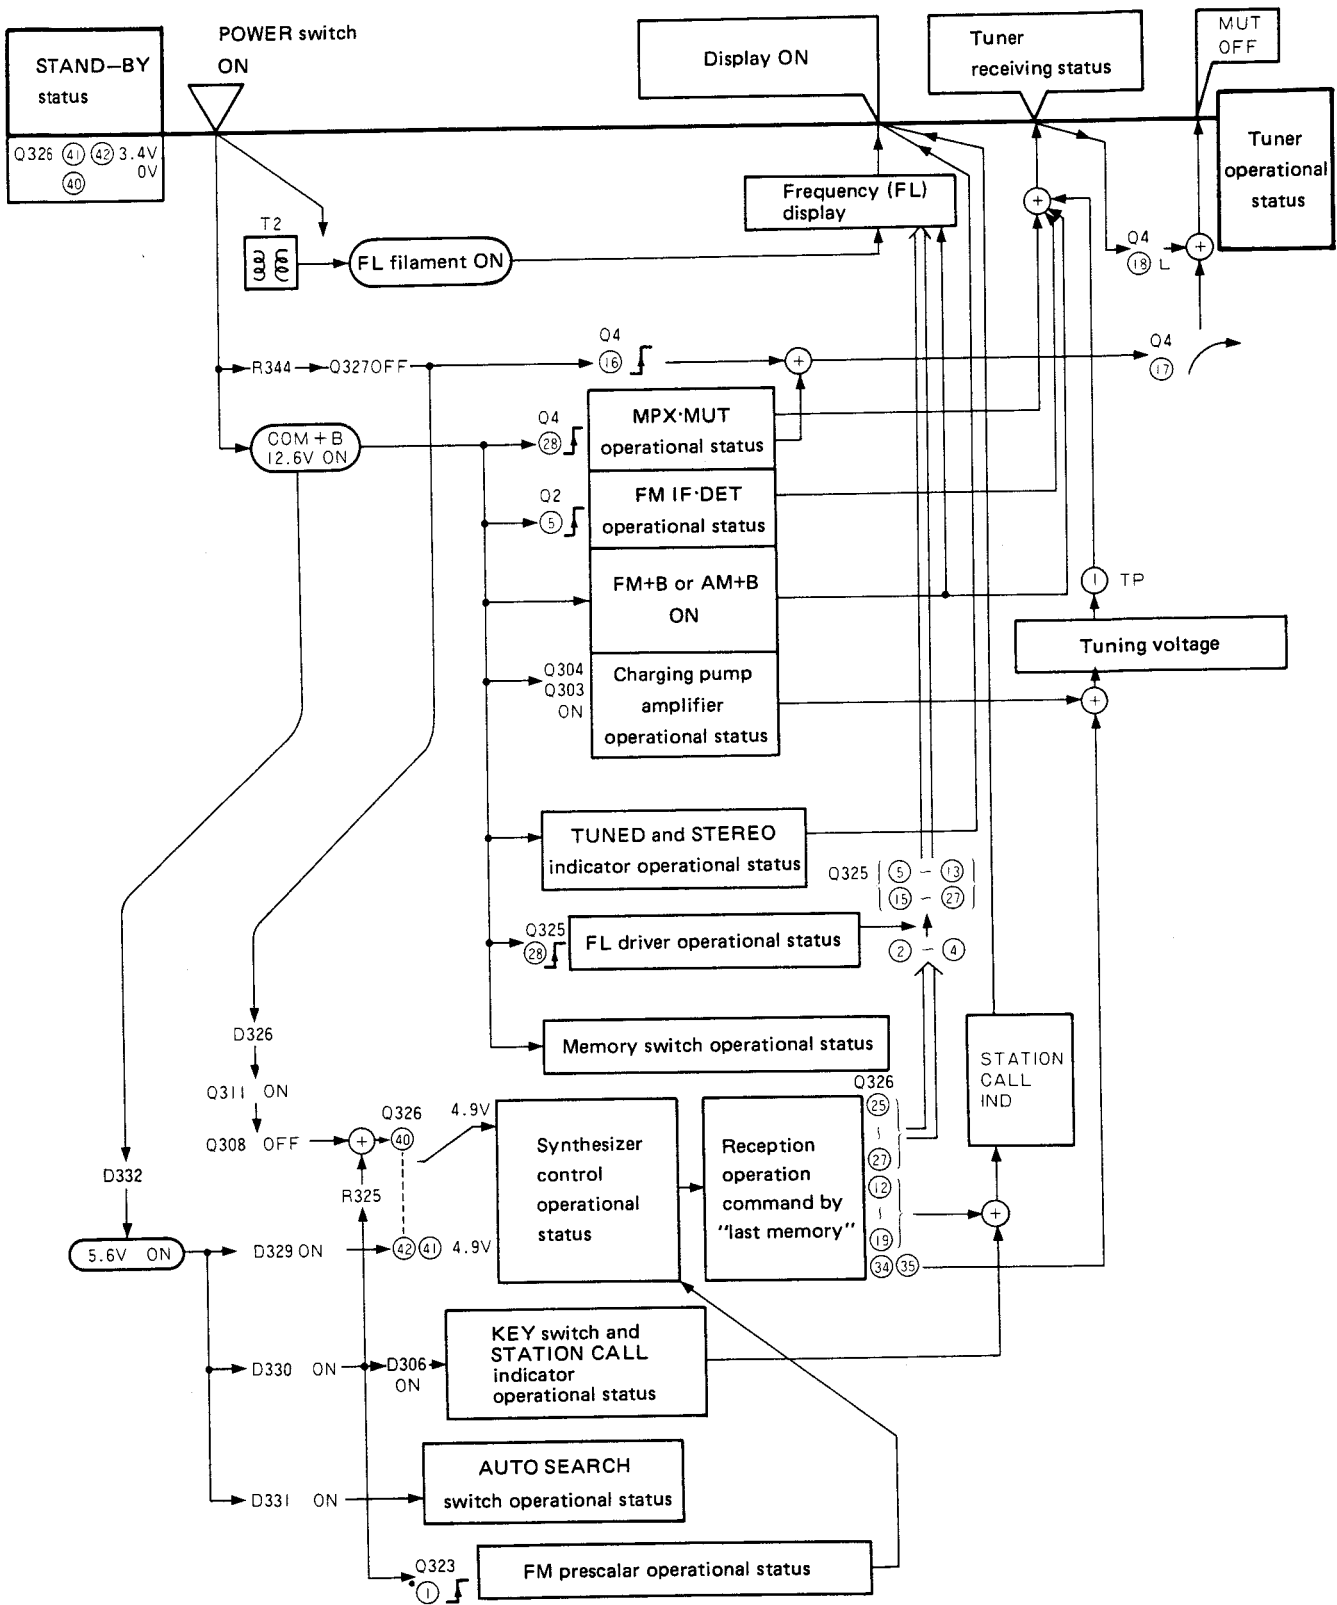 POWER switch
ON
STAND–BY
status
Q326 41 42 3.4V
0V
40
Display ON
Tuner
receiving status
MUT
OFF
Tuner
operational
status
Frequency (FL)
display
T2
FL filament ON
Q4
18 L
R344
Q327OFF
Q4
16
Q4
17
COM+B
12.6V ON
Q4
28
MPX·MUT
operational status
Q2
5
FM IF·DET
operational status
FM+B or AM+B
ON
1 TP
Tuning voltage
Q304
Q303
ON
Charging pump
amplifier
operational status
TUNED and STEREO
indicator operational status
Q325
5 – 13
15 – 27
Q325
28
FL driver operational status
2 – 4
Memory switch operational status
D326
Q311 ON
Q308 OFF
Q326
40
4.9V
Synthesizer
control
operational
status
Reception
operation
command by
"last memory"
Q326
25
~
27
12
~
19
34 35
STATION
CALL
IND
D332
R325
5.6V ON
D329 ON
42 41 4.9V
D330 ON
D306
ON
KEY switch and
STATION CALL
indicator
operational status
D331 ON
AUTO SEARCH
switch operational status
Q323
1
FM prescalar operational status